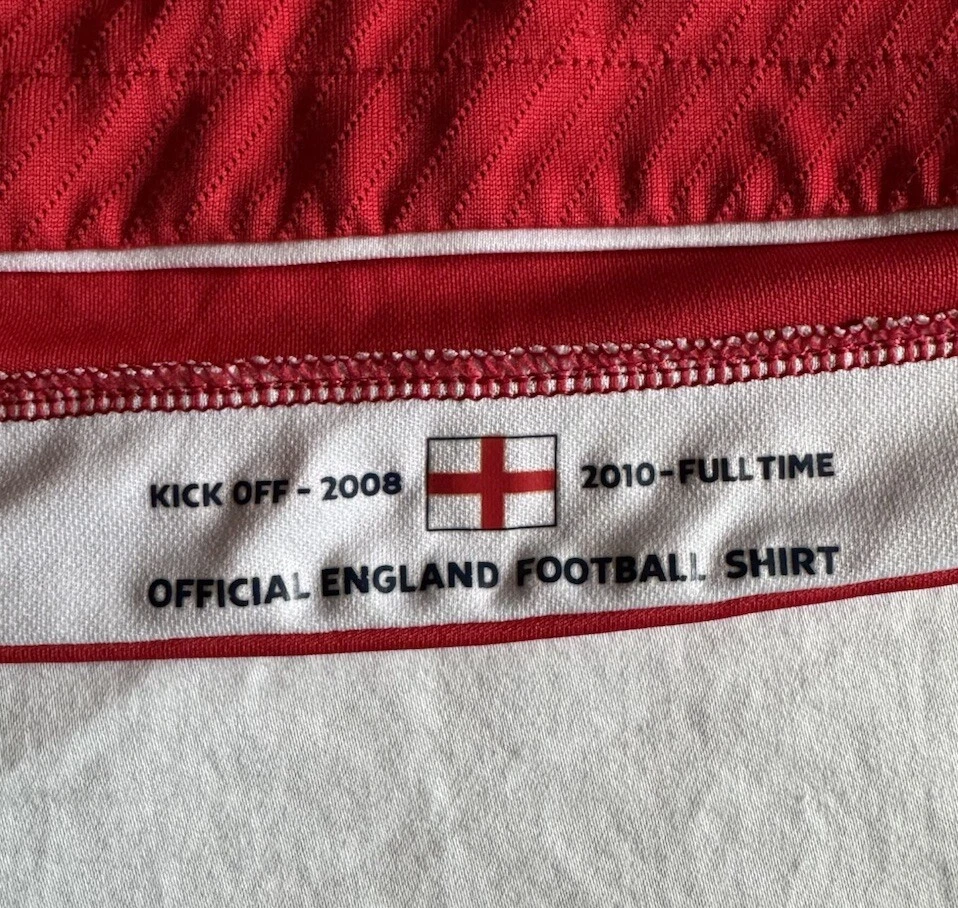 KICK OFF - 2008 2010 - FULL TIME
OFFICIAL ENGLAND FOOTBALL SHIRT